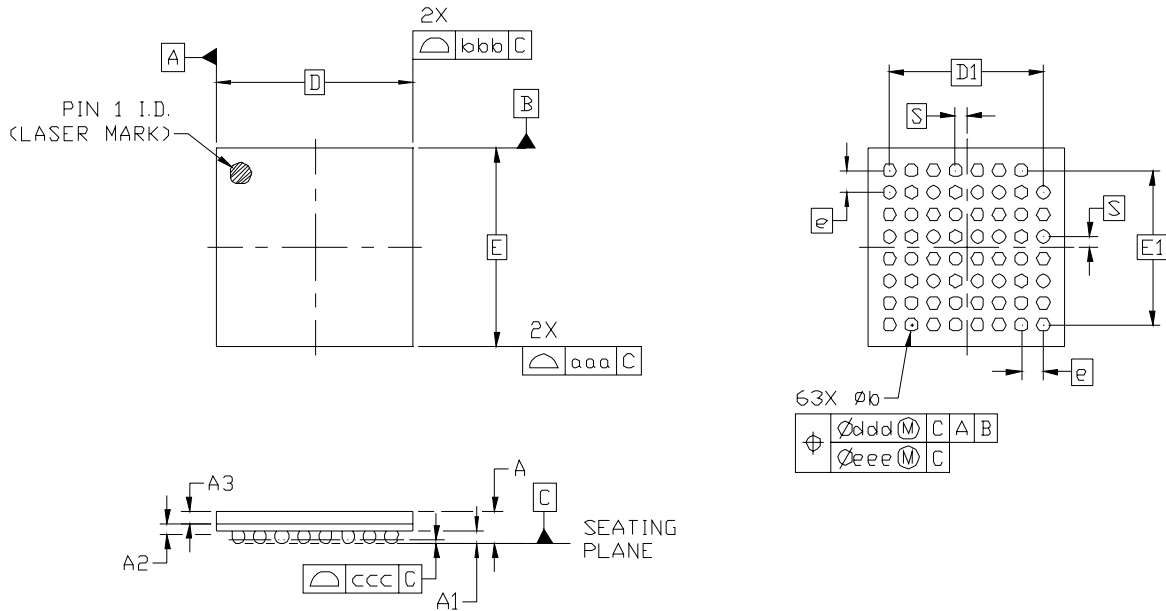 2X
bbb C
A
D
PIN 1 I.D.
(LASER MARK)
B
E
2X
aaa C
D1
S
e
S
E1
e
63X Øb
Øddd Ⓜ C A B
Øeee Ⓜ C
A3
A
C
SEATING
PLANE
A2
ccc C
A1